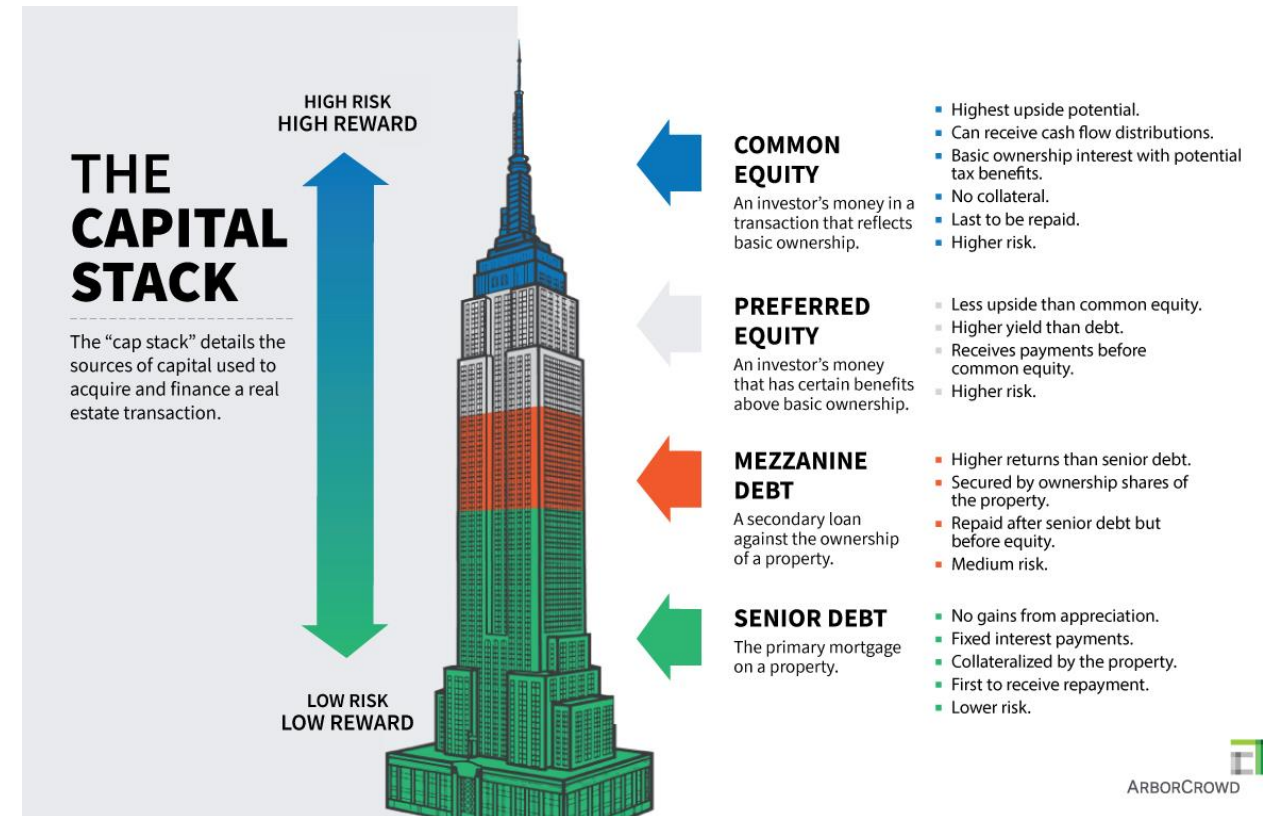 THE
CAPITAL
STACK
The “cap stack” details the
sources of capital used to
acquire and finance a real
estate transaction.
HIGH RISK
HIGH REWARD
LOW RISK
LOW REWARD
COMMON
EQUITY
An investor’s money in a
transaction that reflects
basic ownership.
Highest upside potential.
Can receive cash flow distributions.
Basic ownership interest with potential
tax benefits.
No collateral.
Last to be repaid.
Higher risk.
PREFERRED
EQUITY
An investor’s money
that has certain benefits
above basic ownership.
Less upside than common equity.
Higher yield than debt.
Receives payments before
common equity.
Higher risk.
MEZZANINE
DEBT
A secondary loan
against the ownership
of a property.
Higher returns than senior debt.
Secured by ownership shares of
the property.
Repaid after senior debt but
before equity.
Medium risk.
SENIOR DEBT
The primary mortgage
on a property.
No gains from appreciation.
Fixed interest payments.
Collateralized by the property.
First to receive repayment.
Lower risk.
ARBORCROWD